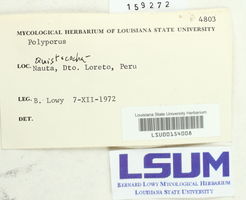 159272
4803
MYCOLOGICAL HERBARIUM OF LOUISIANA STATE UNIVERSITY
Polyporus
LOC. Nauta, Dto. Loreto, Peru
LEG. B. Lowy 7-XII-1972
DET.
Louisiana State University Herbarium
LSU00154008
LSUM
BERNARD LOWY MYCOLOGICAL HERBARIUM
LOUISIANA STATE UNIVERSITY